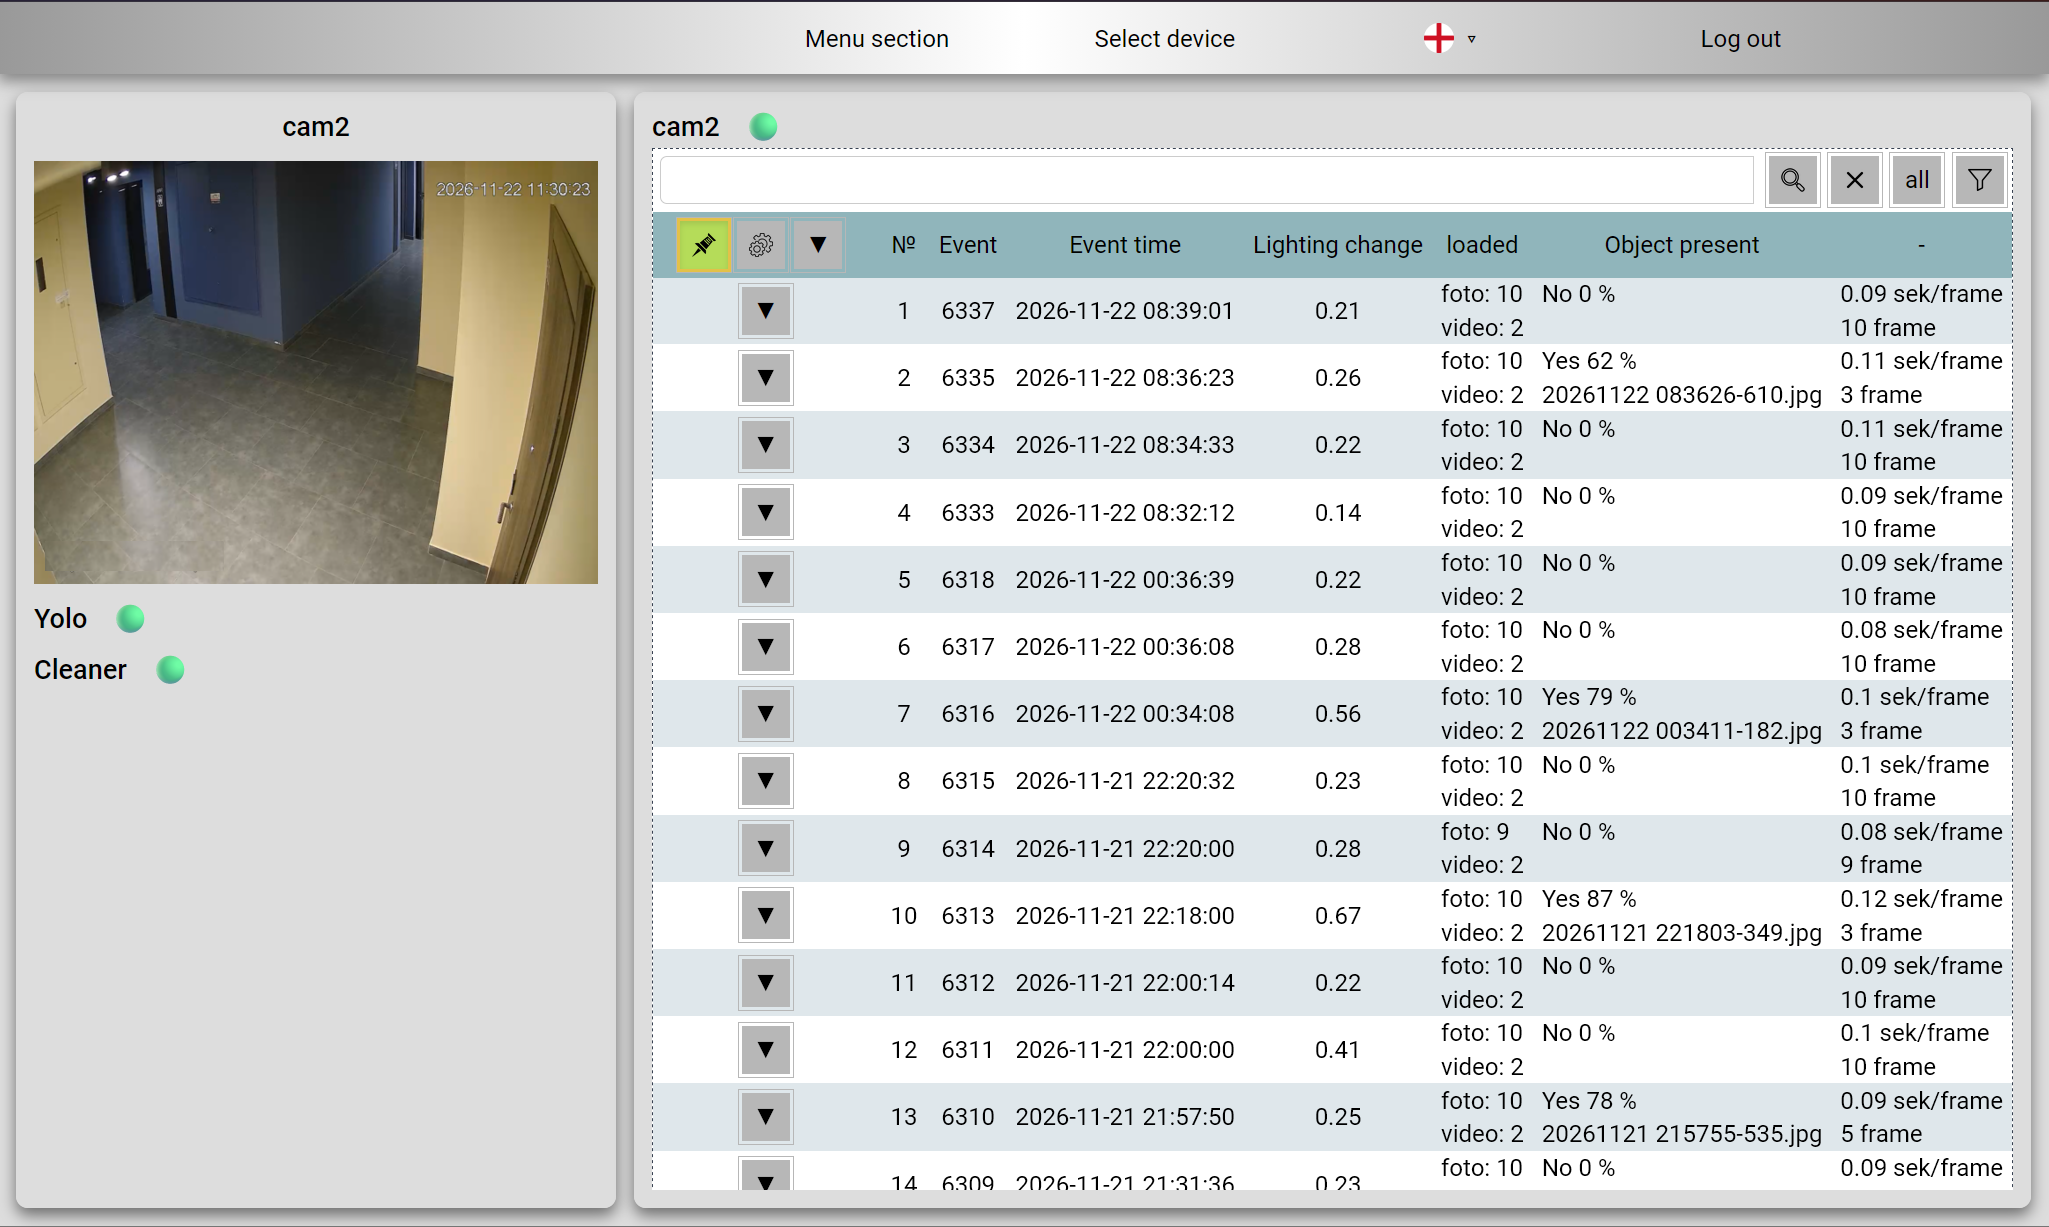 Menu section Select device Log out
cam2
2026-11-22 11:30:23
Yolo
Cleaner
cam2
all
Nº Event Event time Lighting change loaded Object present -
1 6337 2026-11-22 08:39:01 0.21 foto: 10 No 0 % 0.09 sek/frame
video: 2 10 frame
2 6335 2026-11-22 08:36:23 0.26 foto: 10 Yes 62 % 0.11 sek/frame
video: 2 20261122 083626-610.jpg 3 frame
3 6334 2026-11-22 08:34:33 0.22 foto: 10 No 0 % 0.11 sek/frame
video: 2 10 frame
4 6333 2026-11-22 08:32:12 0.14 foto: 10 No 0 % 0.09 sek/frame
video: 2 10 frame
5 6318 2026-11-22 00:36:39 0.22 foto: 10 No 0 % 0.09 sek/frame
video: 2 10 frame
6 6317 2026-11-22 00:36:08 0.28 foto: 10 No 0 % 0.08 sek/frame
video: 2 10 frame
7 6316 2026-11-22 00:34:08 0.56 foto: 10 Yes 79 % 0.1 sek/frame
video: 2 20261122 003411-182.jpg 3 frame
8 6315 2026-11-21 22:20:32 0.23 foto: 10 No 0 % 0.1 sek/frame
video: 2 10 frame
9 6314 2026-11-21 22:20:00 0.28 foto: 9 No 0 % 0.08 sek/frame
video: 2 9 frame
10 6313 2026-11-21 22:18:00 0.67 foto: 10 Yes 87 % 0.12 sek/frame
video: 2 20261121 221803-349.jpg 3 frame
11 6312 2026-11-21 22:00:14 0.22 foto: 10 No 0 % 0.09 sek/frame
video: 2 10 frame
12 6311 2026-11-21 22:00:00 0.41 foto: 10 No 0 % 0.1 sek/frame
video: 2 10 frame
13 6310 2026-11-21 21:57:50 0.25 foto: 10 Yes 78 % 0.09 sek/frame
video: 2 20261121 215755-535.jpg 5 frame
14 6309 2026-11-21 21:31:36 0.23 foto: 10 No 0 % 0.09 sek/frame